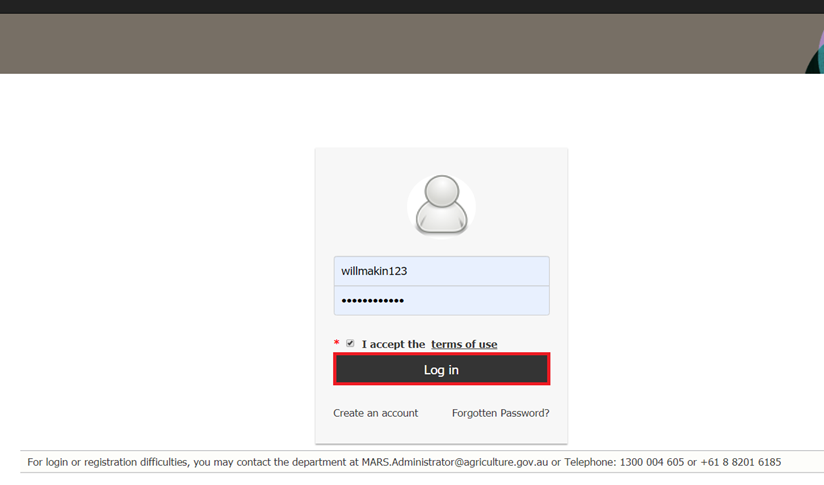 willmakin123
••••••••••••
* I accept the terms of use
Log in
Create an account Forgotten Password?
For login or registration difficulties, you may contact the department at MARS.Administrator@agriculture.gov.au or Telephone: 1300 004 605 or +61 8 8201 6185